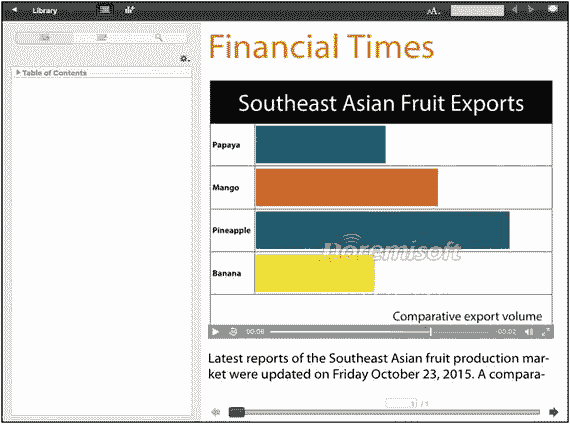 Library
AA
Financial Times
Table of Contents
Southeast Asian Fruit Exports
Papaya
Mango
Pineapple
Doremisoft
Banana
Comparative export volume
00:06
-00:02
Latest reports of the Southeast Asian fruit production mar-
ket were updated on Friday October 23, 2015. A compara-
1 / 1